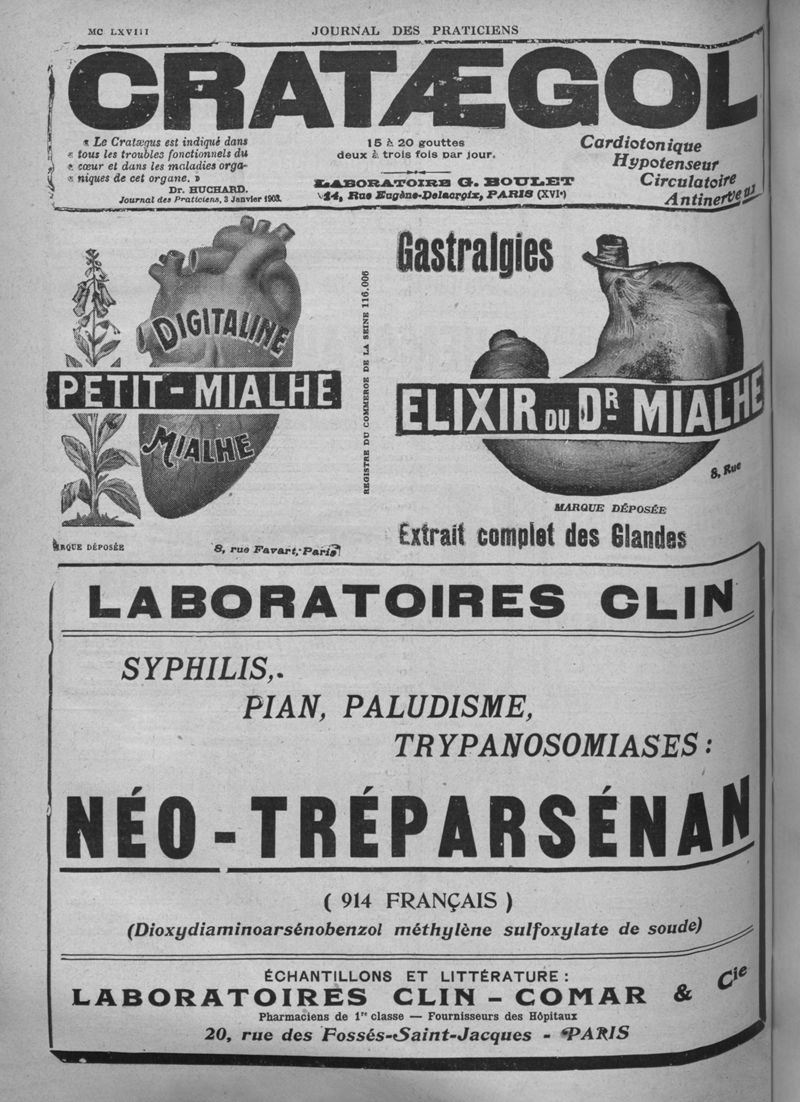 MC LXVIII
JOURNAL DES PRATICIENS
CRATÆGOL
« Le Cratægus est indiqué dans
« tous les troubles fonctionnels du
« cœur et dans les maladies orga-
« niques de cet organe. »
Dr. HUCHARD.
Journal des Praticiens, 3 Janvier 1903.
15 à 20 gouttes
deux à trois fois par jour.
LABORATOIRE G. BOULET
24, Rue Eugène-Delacroix, PARIS (XVIe)
Cardiotonique
Hypotenseur
Circulatoire
Antinerveux
DIGITALINE
PETIT-MIALHE
MIALHE
MARQUE DÉPOSÉE
8, rue Favart, Paris
REGISTRE DU COMMERCE DE LA SEINE 116.006
Gastralgies
ELIXIR DU DR MIALHE
8, Rue
MARQUE DÉPOSÉE
Extrait complet des Glandes
LABORATOIRES CLIN
SYPHILIS,.
PIAN, PALUDISME,
TRYPANOSOMIASES :
NÉO-TRÉPARSÉNAN
( 914 FRANÇAIS )
(Dioxydiaminoarsénobenzol méthylène sulfoxylate de soude)
ÉCHANTILLONS ET LITTÉRATURE :
LABORATOIRES CLIN - COMAR & Cie
Pharmaciens de 1re classe — Fournisseurs des Hôpitaux
20, rue des Fossés-Saint-Jacques - PARIS